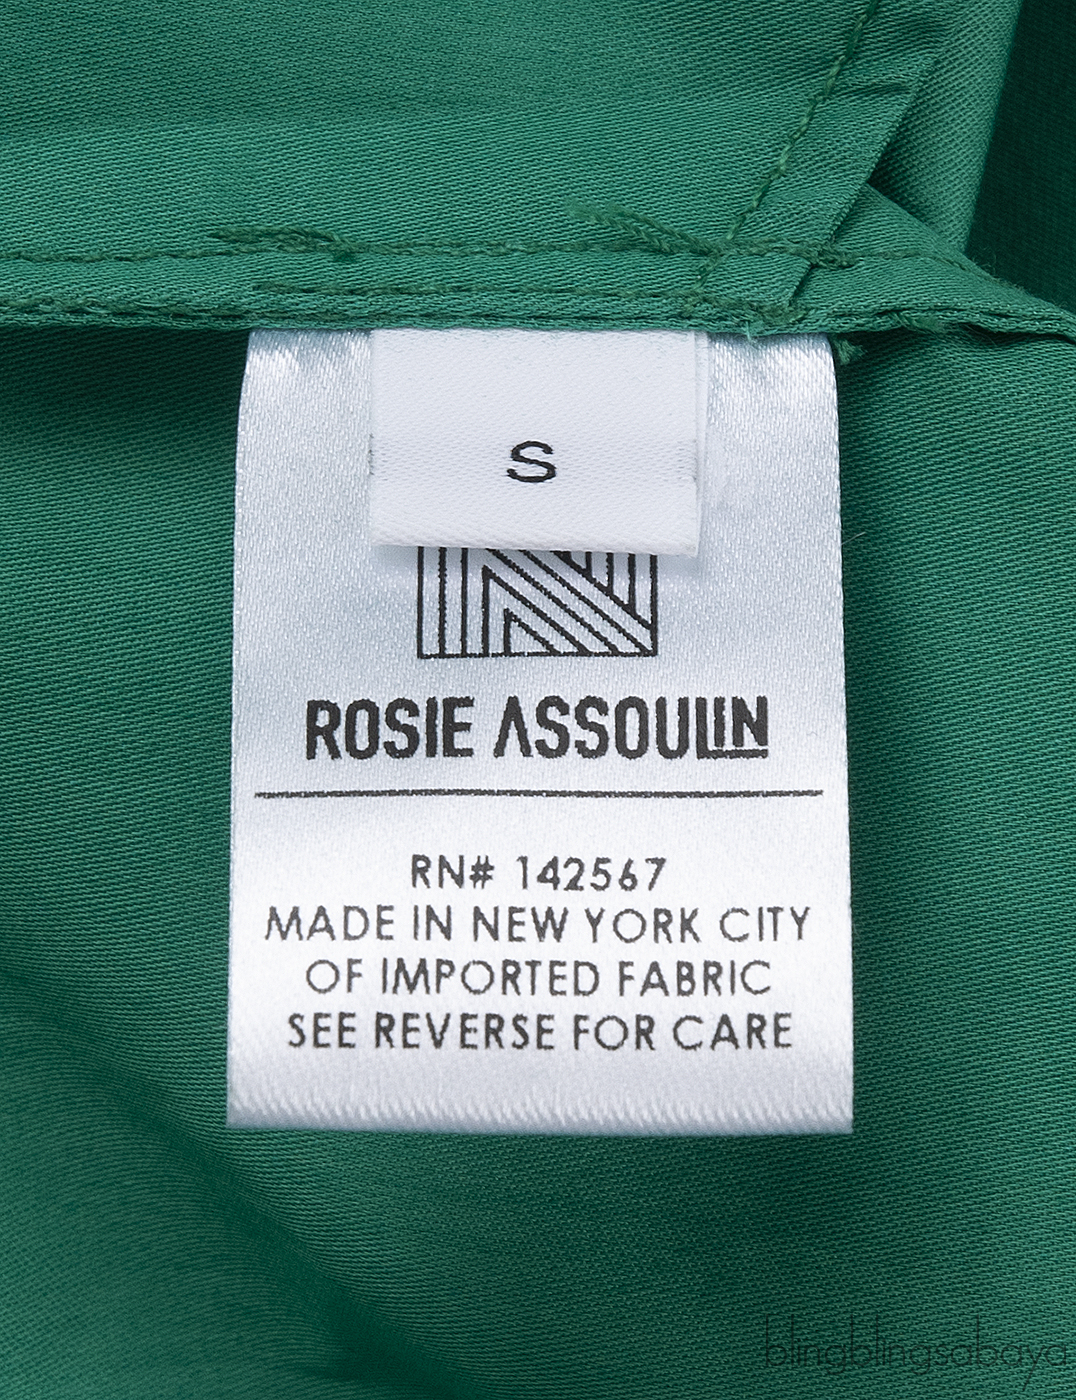 S
ROSIE ASSOULIN
RN# 142567
MADE IN NEW YORK CITY
OF IMPORTED FABRIC
SEE REVERSE FOR CARE
blingblingsabaya